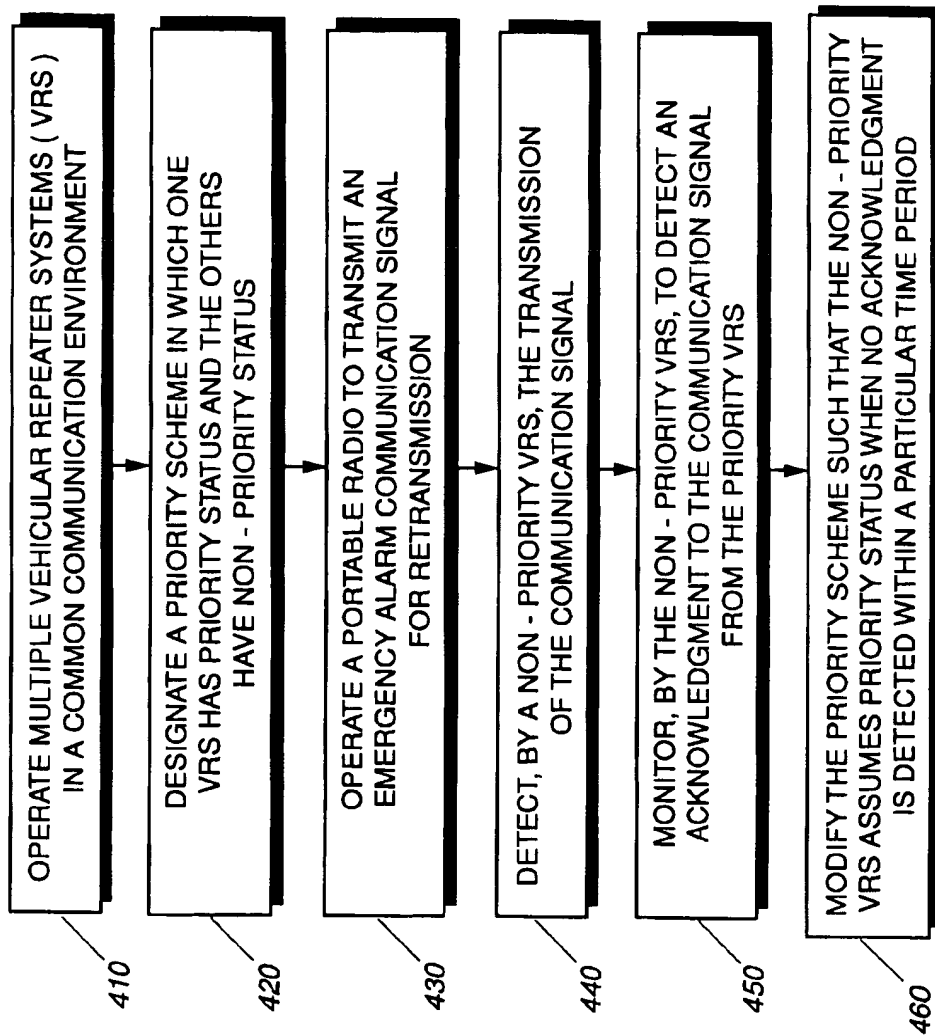 410
OPERATE MULTIPLE VEHICULAR REPEATER SYSTEMS ( VRS )
IN A COMMON COMMUNICATION ENVIRONMENT
420
DESIGNATE A PRIORITY SCHEME IN WHICH ONE
VRS HAS PRIORITY STATUS AND THE OTHERS
HAVE NON - PRIORITY STATUS
430
OPERATE A PORTABLE RADIO TO TRANSMIT AN
EMERGENCY ALARM COMMUNICATION SIGNAL
FOR RETRANSMISSION
440
DETECT, BY A NON - PRIORITY VRS, THE TRANSMISSION
OF THE COMMUNICATION SIGNAL
450
MONITOR, BY THE NON - PRIORITY VRS, TO DETECT AN
ACKNOWLEDGMENT TO THE COMMUNICATION SIGNAL
FROM THE PRIORITY VRS
460
MODIFY THE PRIORITY SCHEME SUCH THAT THE NON - PRIORITY
VRS ASSUMES PRIORITY STATUS WHEN NO ACKNOWLEDGMENT
IS DETECTED WITHIN A PARTICULAR TIME PERIOD